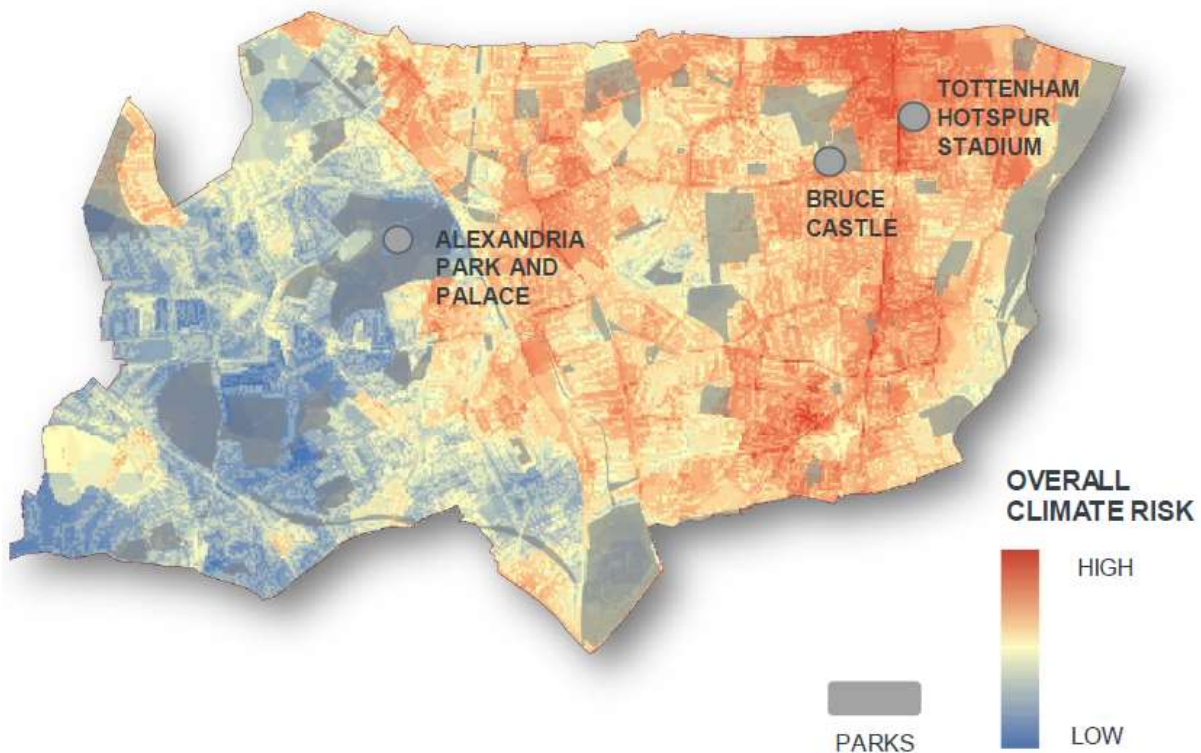 TOTTENHAM
HOTSPUR
STADIUM
BRUCE
CASTLE
ALEXANDRIA
PARK AND
PALACE
OVERALL
CLIMATE RISK
HIGH
LOW
PARKS